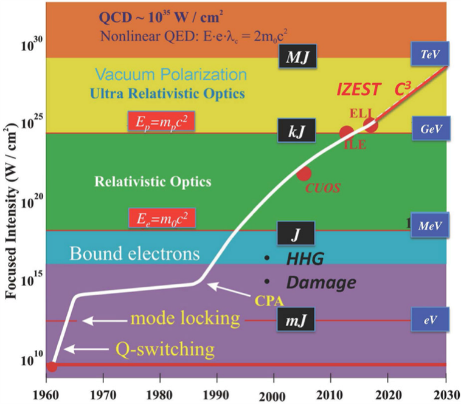 QCD ~ 10³⁵ W / cm²
Nonlinear QED: E·e·λc = 2m₀c²
10³⁰
MJ
TeV
Vacuum Polarization
IZEST C³
Ultra Relativistic Optics
ELI
10²⁵
Eₚ=mₚc²
kJ
GeV
ILE
Focused Intensity (W / cm²)
Relativistic Optics
CUOS
10²⁰
Eₑ=m₀c²
J
1
MeV
Bound electrons
• HHG
10¹⁵
• Damage
CPA
mode locking
mJ
eV
Q-switching
10¹⁰
1960 1970 1980 1990 2000 2010 2020 2030